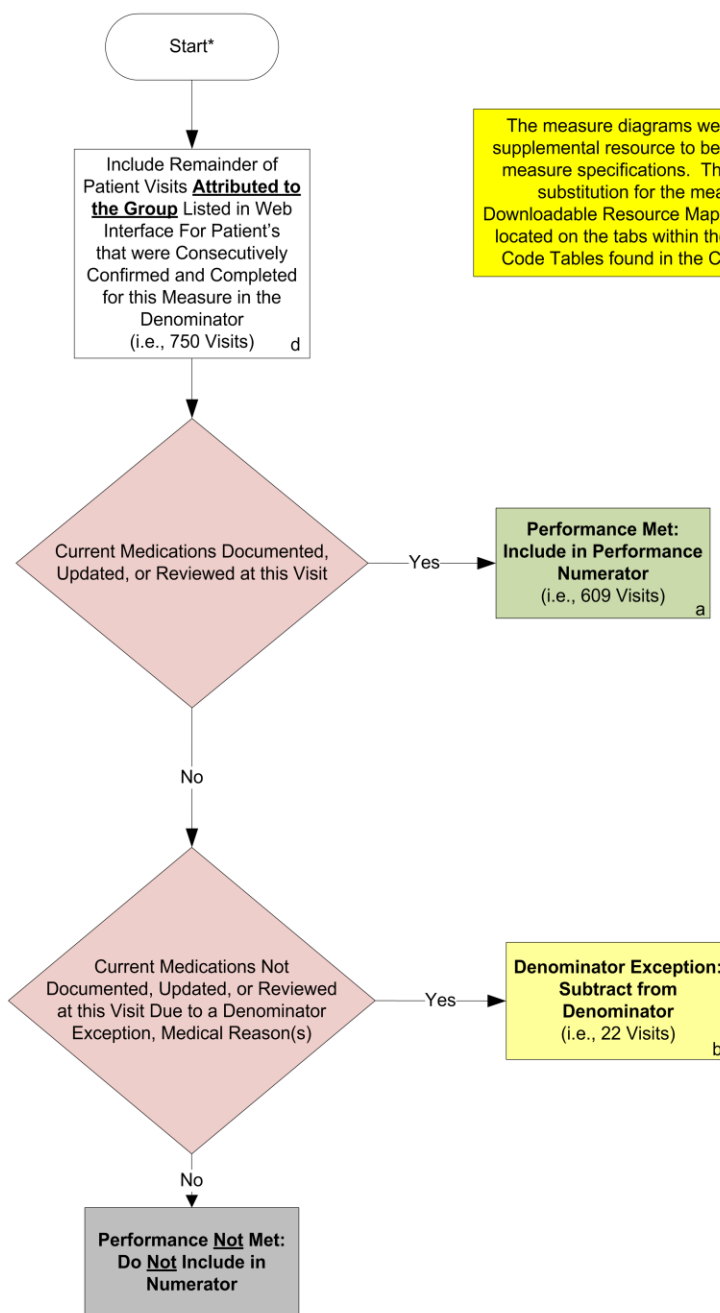 Start*
Include Remainder of
Patient Visits Attributed to
the Group Listed in Web
Interface For Patient's
that were Consecutively
Confirmed and Completed
for this Measure in the
Denominator
(i.e., 750 Visits)
d
The measure diagrams we
supplemental resource to be
measure specifications. Th
substitution for the mea
Downloadable Resource Map
located on the tabs within the
Code Tables found in the C
Current Medications Documented,
Updated, or Reviewed at this Visit
Yes
Performance Met:
Include in Performance
Numerator
(i.e., 609 Visits)
a
No
Current Medications Not
Documented, Updated, or Reviewed
at this Visit Due to a Denominator
Exception, Medical Reason(s)
Yes
Denominator Exception:
Subtract from
Denominator
(i.e., 22 Visits)
b
No
Performance Not Met:
Do Not Include in
Numerator